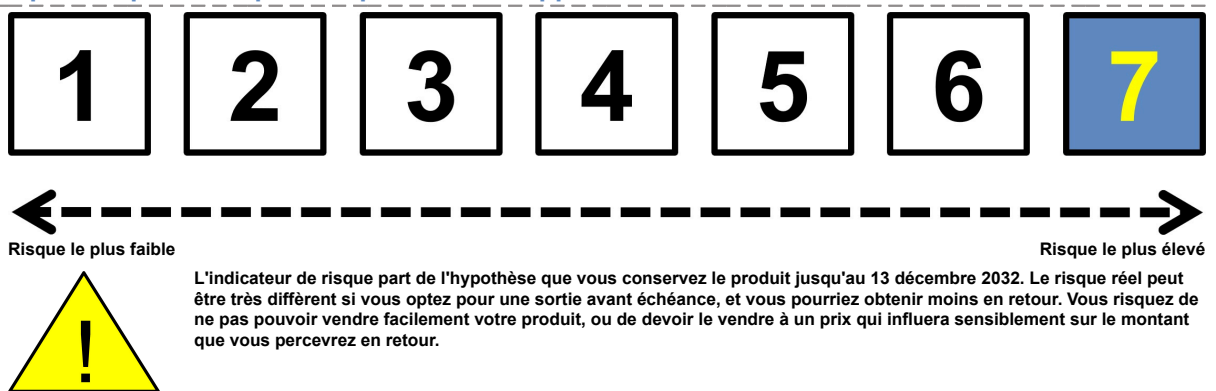 1 2 3 4 5 6 7
Risque le plus faible
Risque le plus élevé
!
L'indicateur de risque part de l'hypothèse que vous conservez le produit jusqu'au 13 décembre 2032. Le risque réel peut
être très diffèrent si vous optez pour une sortie avant échéance, et vous pourriez obtenir moins en retour. Vous risquez de
ne pas pouvoir vendre facilement votre produit, ou de devoir le vendre à un prix qui influera sensiblement sur le montant
que vous percevrez en retour.